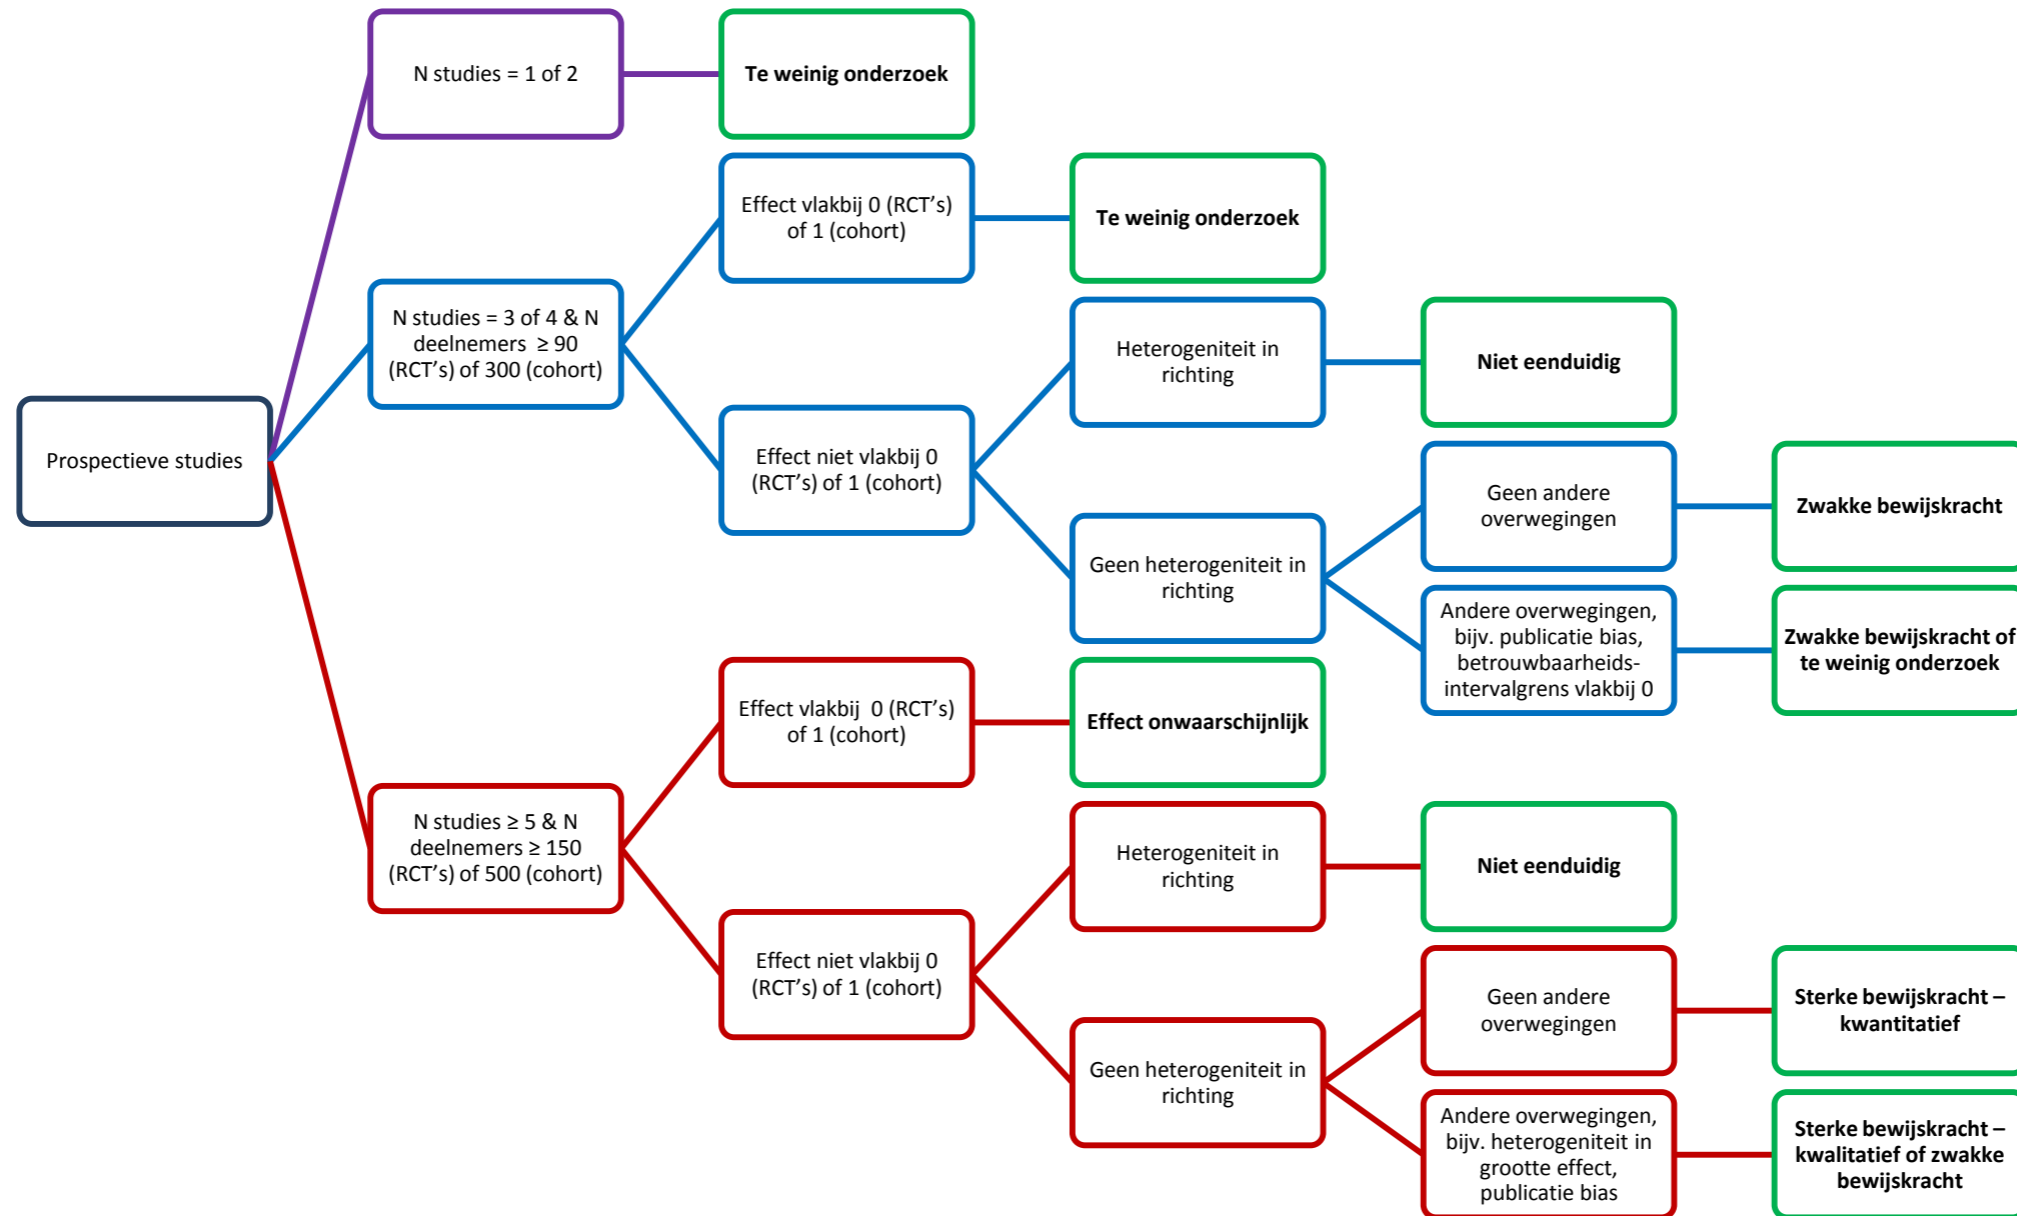 N studies = 1 of 2
Te weinig onderzoek
Effect vlakbij 0 (RCT’s)
of 1 (cohort)
Te weinig onderzoek
N studies = 3 of 4 & N
deelnemers ≥ 90
(RCT’s) of 300 (cohort)
Heterogeniteit in
richting
Niet eenduidig
Prospectieve studies
Effect niet vlakbij 0
(RCT’s) of 1 (cohort)
Geen andere
overwegingen
Zwakke bewijskracht
Geen heterogeniteit in
richting
Andere overwegingen,
bijv. publicatie bias,
betrouwbaarheids-
intervalgrens vlakbij 0
Zwakke bewijskracht of
te weinig onderzoek
Effect vlakbij 0 (RCT’s)
of 1 (cohort)
Effect onwaarschijnlijk
N studies ≥ 5 & N
deelnemers ≥ 150
(RCT’s) of 500 (cohort)
Heterogeniteit in
richting
Niet eenduidig
Effect niet vlakbij 0
(RCT’s) of 1 (cohort)
Geen andere
overwegingen
Sterke bewijskracht –
kwantitatief
Geen heterogeniteit in
richting
Andere overwegingen,
bijv. heterogeniteit in
grootte effect,
publicatie bias
Sterke bewijskracht –
kwalitatief of zwakke
bewijskracht